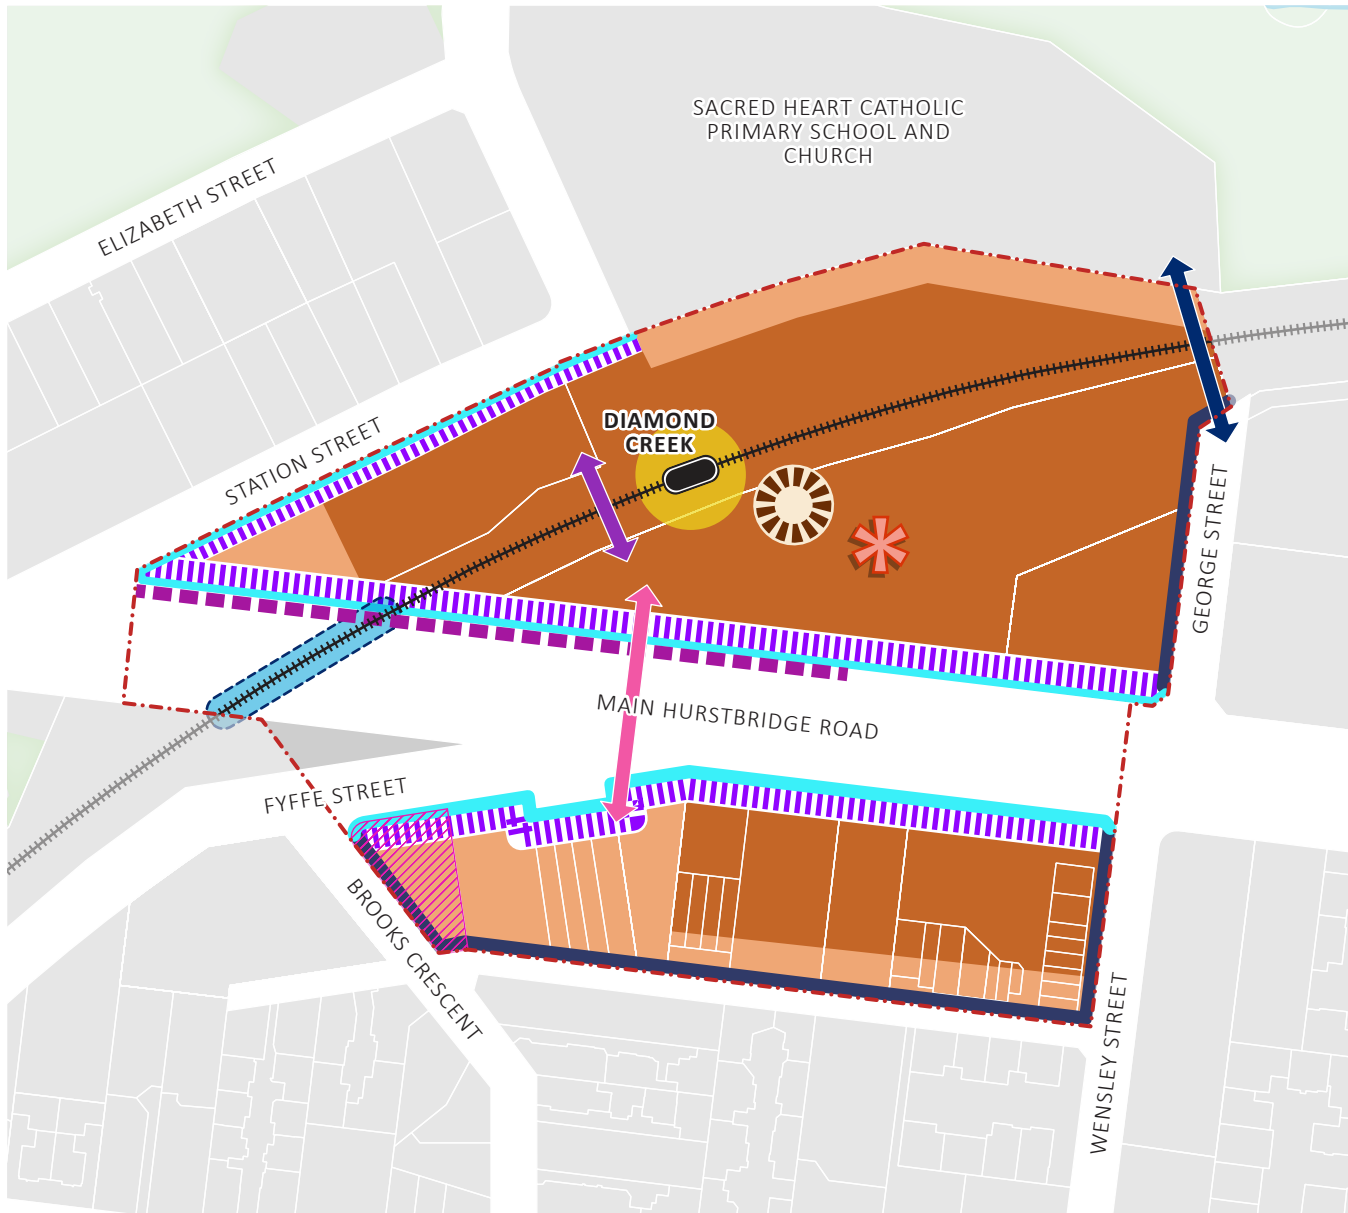 SACRED HEART CATHOLIC
PRIMARY SCHOOL AND
CHURCH
ELIZABETH STREET
STATION STREET
DIAMOND
CREEK
GEORGE STREET
MAIN HURSTBRIDGE ROAD
FYFFE STREET
BROOKS CRESCENT
WENSLEY STREET